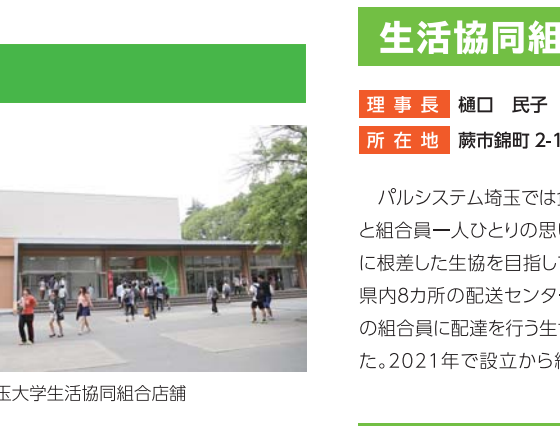 玉大学生活協同組合店舗
生活協同組
理事長 樋口 民子
所在地 蕨市錦町 2-1
パルシステム埼玉では
と組合員一人ひとりの思
に根差した生協を目指し
県内8カ所の配送センタ
の組合員に配達を行う生
た。2021年で設立から